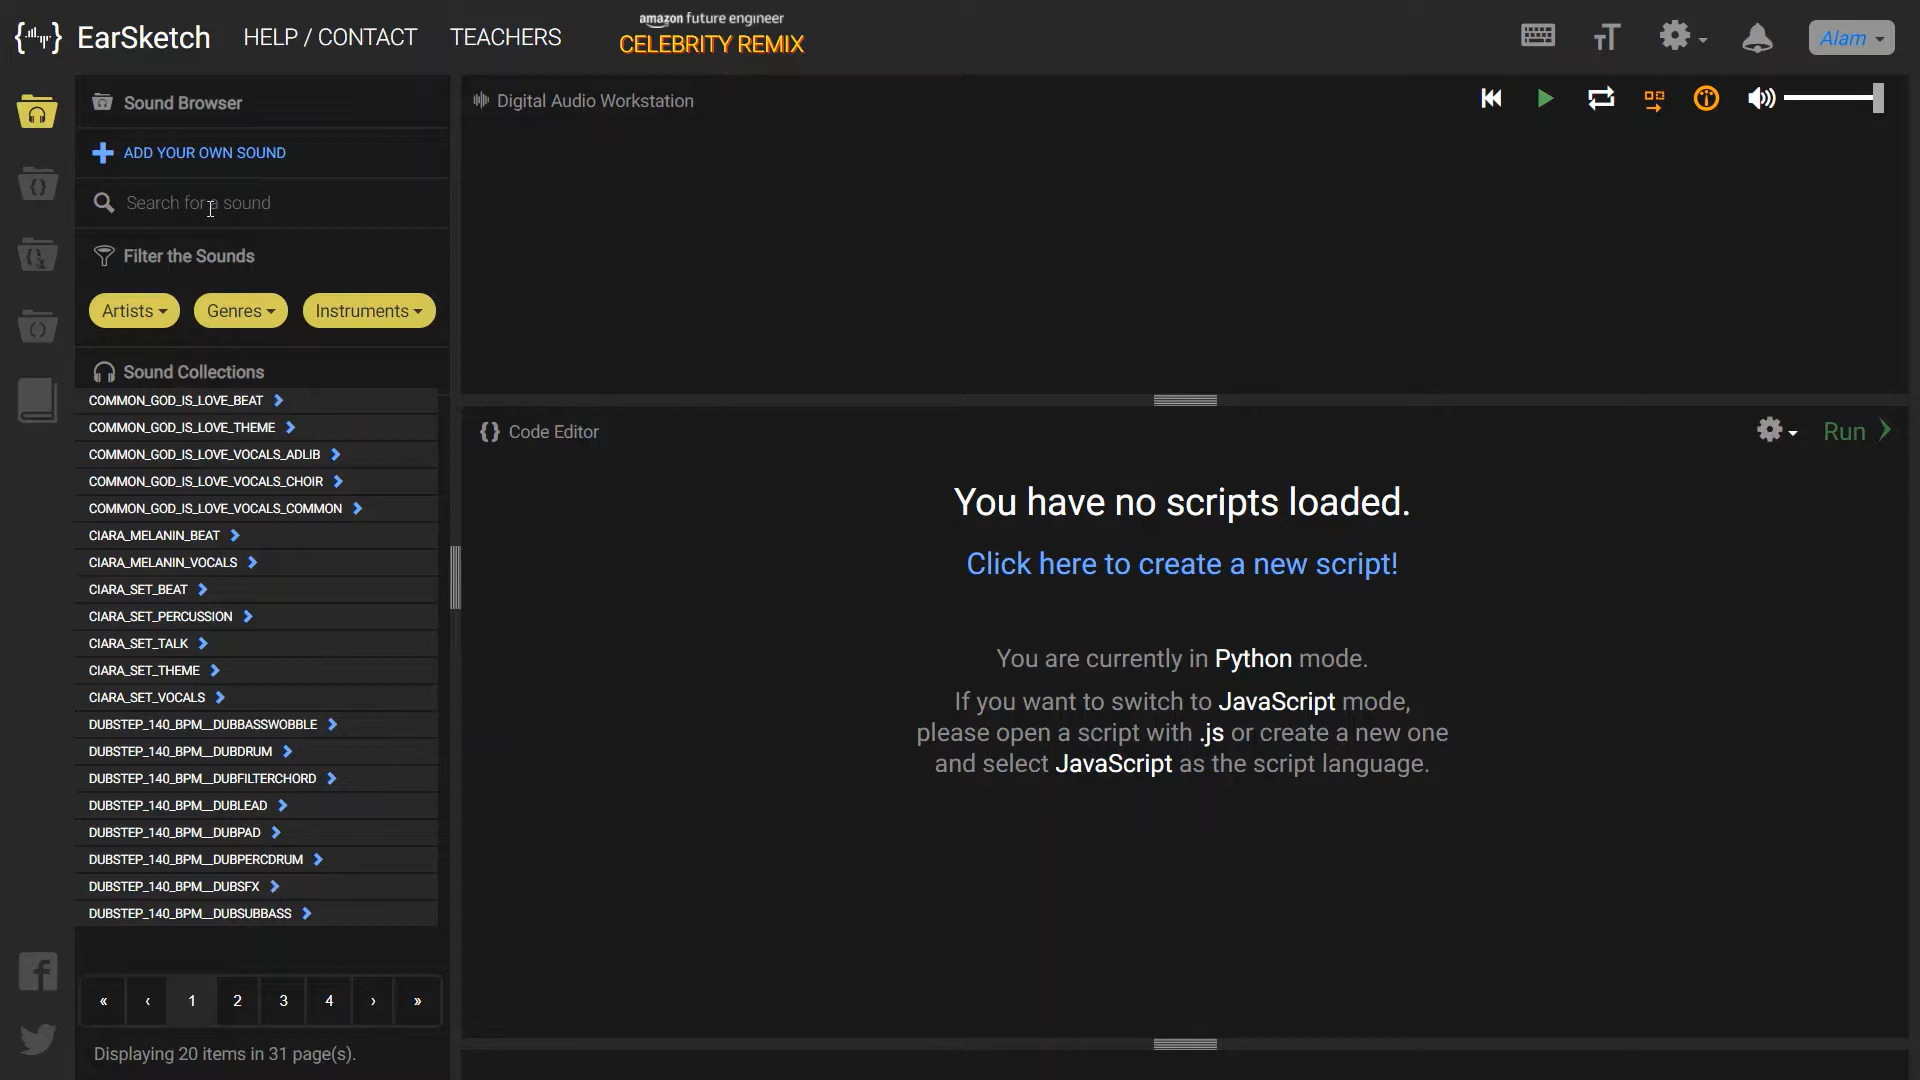 EarSketch
HELP / CONTACT
TEACHERS
amazon future engineer
CELEBRITY REMIX
Alam
Sound Browser
ADD YOUR OWN SOUND
Search for a sound
Filter the Sounds
Artists
Genres
Instruments
Sound Collections
COMMON_GOD_IS_LOVE_BEAT
COMMON_GOD_IS_LOVE_THEME
COMMON_GOD_IS_LOVE_VOCALS_ADLIB
COMMON_GOD_IS_LOVE_VOCALS_CHOIR
COMMON_GOD_IS_LOVE_VOCALS_COMMON
CIARA_MELANIN_BEAT
CIARA_MELANIN_VOCALS
CIARA_SET_BEAT
CIARA_SET_PERCUSSION
CIARA_SET_TALK
CIARA_SET_THEME
CIARA_SET_VOCALS
DUBSTEP_140_BPM__DUBBASSWOBBLE
DUBSTEP_140_BPM__DUBDRUM
DUBSTEP_140_BPM__DUBFILTERCHORD
DUBSTEP_140_BPM__DUBLEAD
DUBSTEP_140_BPM__DUBPAD
DUBSTEP_140_BPM__DUBPERCDRUM
DUBSTEP_140_BPM__DUBSFX
DUBSTEP_140_BPM__DUBSUBBASS
« ‹ 1 2 3 4 › »
Displaying 20 items in 31 page(s).
Digital Audio Workstation
{} Code Editor
Run
You have no scripts loaded.
Click here to create a new script!
You are currently in Python mode.
If you want to switch to JavaScript mode,
please open a script with .js or create a new one
and select JavaScript as the script language.